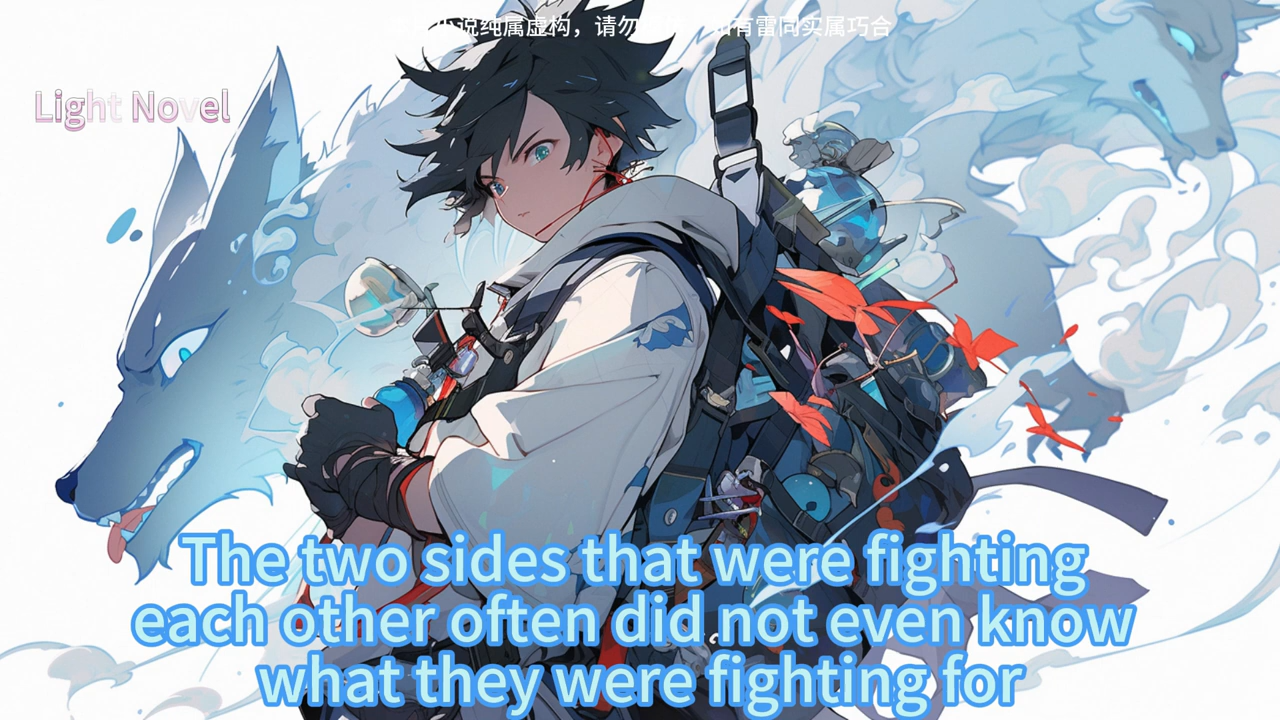 说纯属虚构，请勿
有雷同实属巧合
Light Novel
The two sides that were fighting
each other often did not even know
what they were fighting for